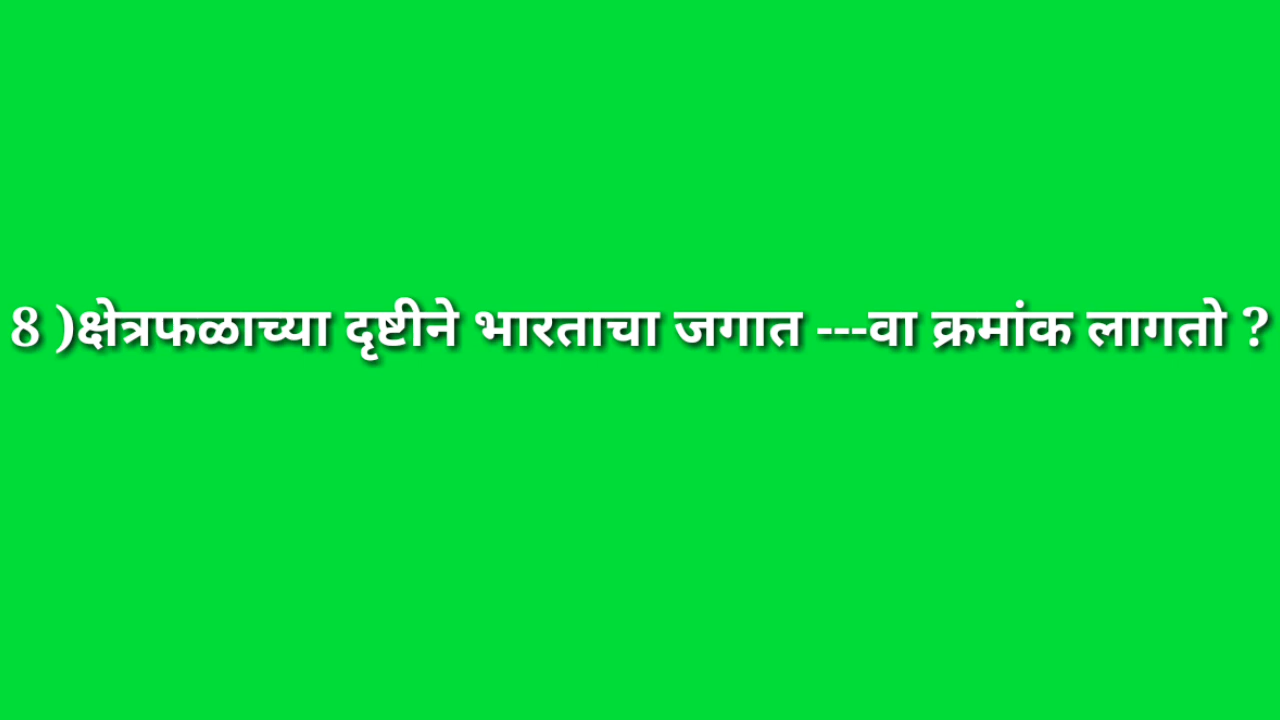 8 )क्षेत्रफळाच्या दृष्टीने भारताचा जगात ---वा क्रमांक लागतो ?